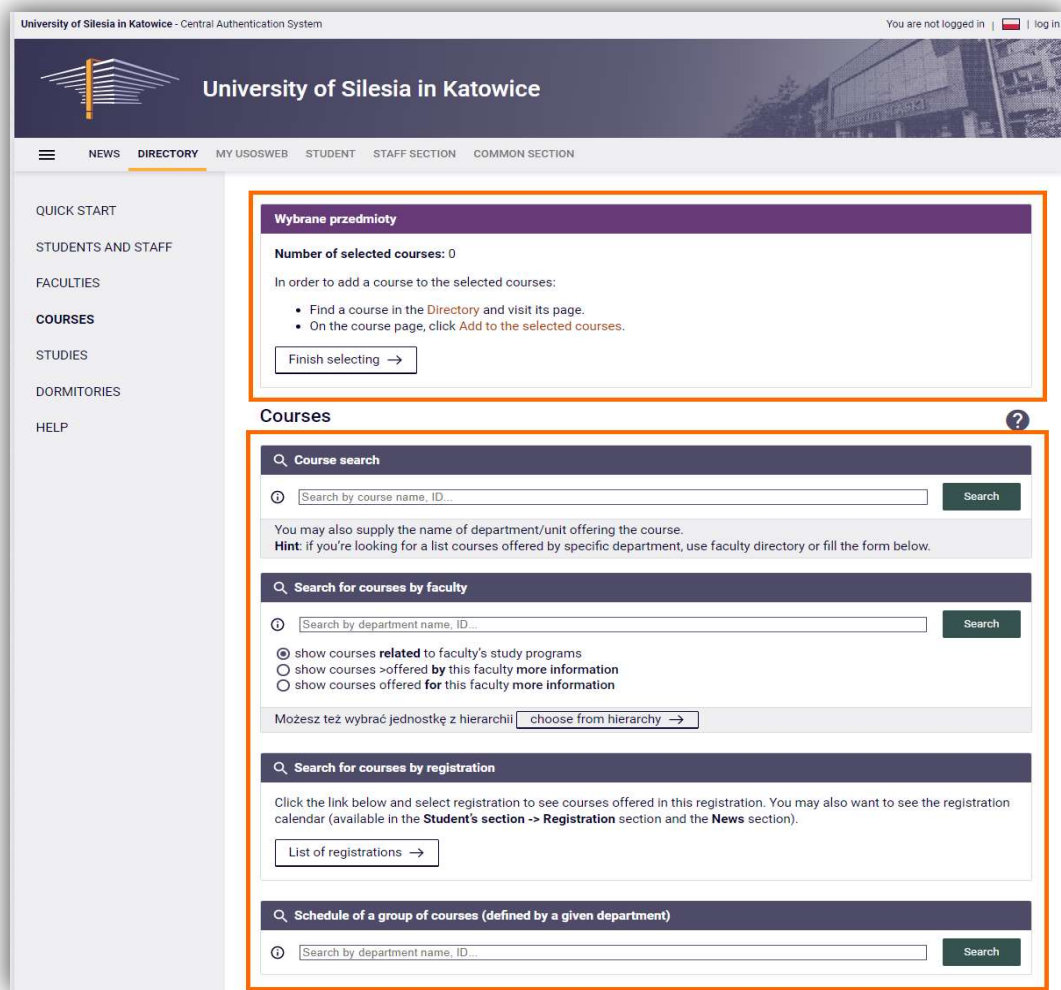 University of Silesia in Katowice - Central Authentication System
You are not logged in | | log in
University of Silesia in Katowice
NEWS DIRECTORY MY USOSWEB STUDENT STAFF SECTION COMMON SECTION
QUICK START
STUDENTS AND STAFF
FACULTIES
COURSES
STUDIES
DORMITORIES
HELP
Wybrane przedmioty
Number of selected courses: 0
In order to add a course to the selected courses:
• Find a course in the Directory and visit its page.
• On the course page, click Add to the selected courses.
Finish selecting →
Courses
?
Course search
Search by course name, ID...
Search
You may also supply the name of department/unit offering the course.
Hint: if you're looking for a list courses offered by specific department, use faculty directory or fill the form below.
Search for courses by faculty
Search by department name, ID...
Search
show courses related to faculty's study programs
show courses >offered by this faculty more information
show courses offered for this faculty more information
Możesz też wybrać jednostkę z hierarchii choose from hierarchy →
Search for courses by registration
Click the link below and select registration to see courses offered in this registration. You may also want to see the registration
calendar (available in the Student's section -> Registration section and the News section).
List of registrations →
Schedule of a group of courses (defined by a given department)
Search by department name, ID...
Search